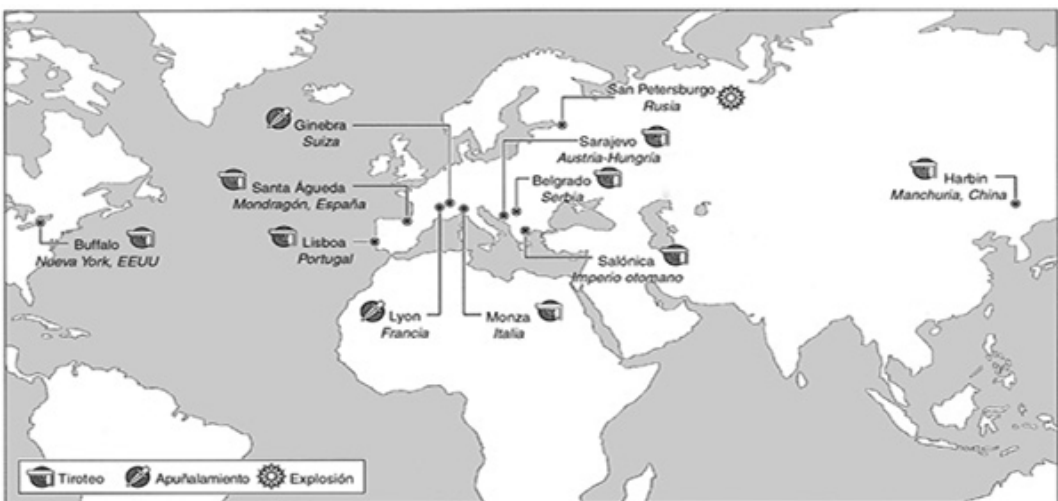 San Petersburgo
Rusia
Ginebra
Suiza
Sarajevo
Austria-Hungría
Santa Águeda
Mondragón, España
Belgrado
Serbia
Harbin
Manchuria, China
Buffalo
Nueva York, EEUU
Lisboa
Portugal
Salónica
Imperio otomano
Lyon
Francia
Monza
Italia
Tiroteo
Apuñalamiento
Explosión